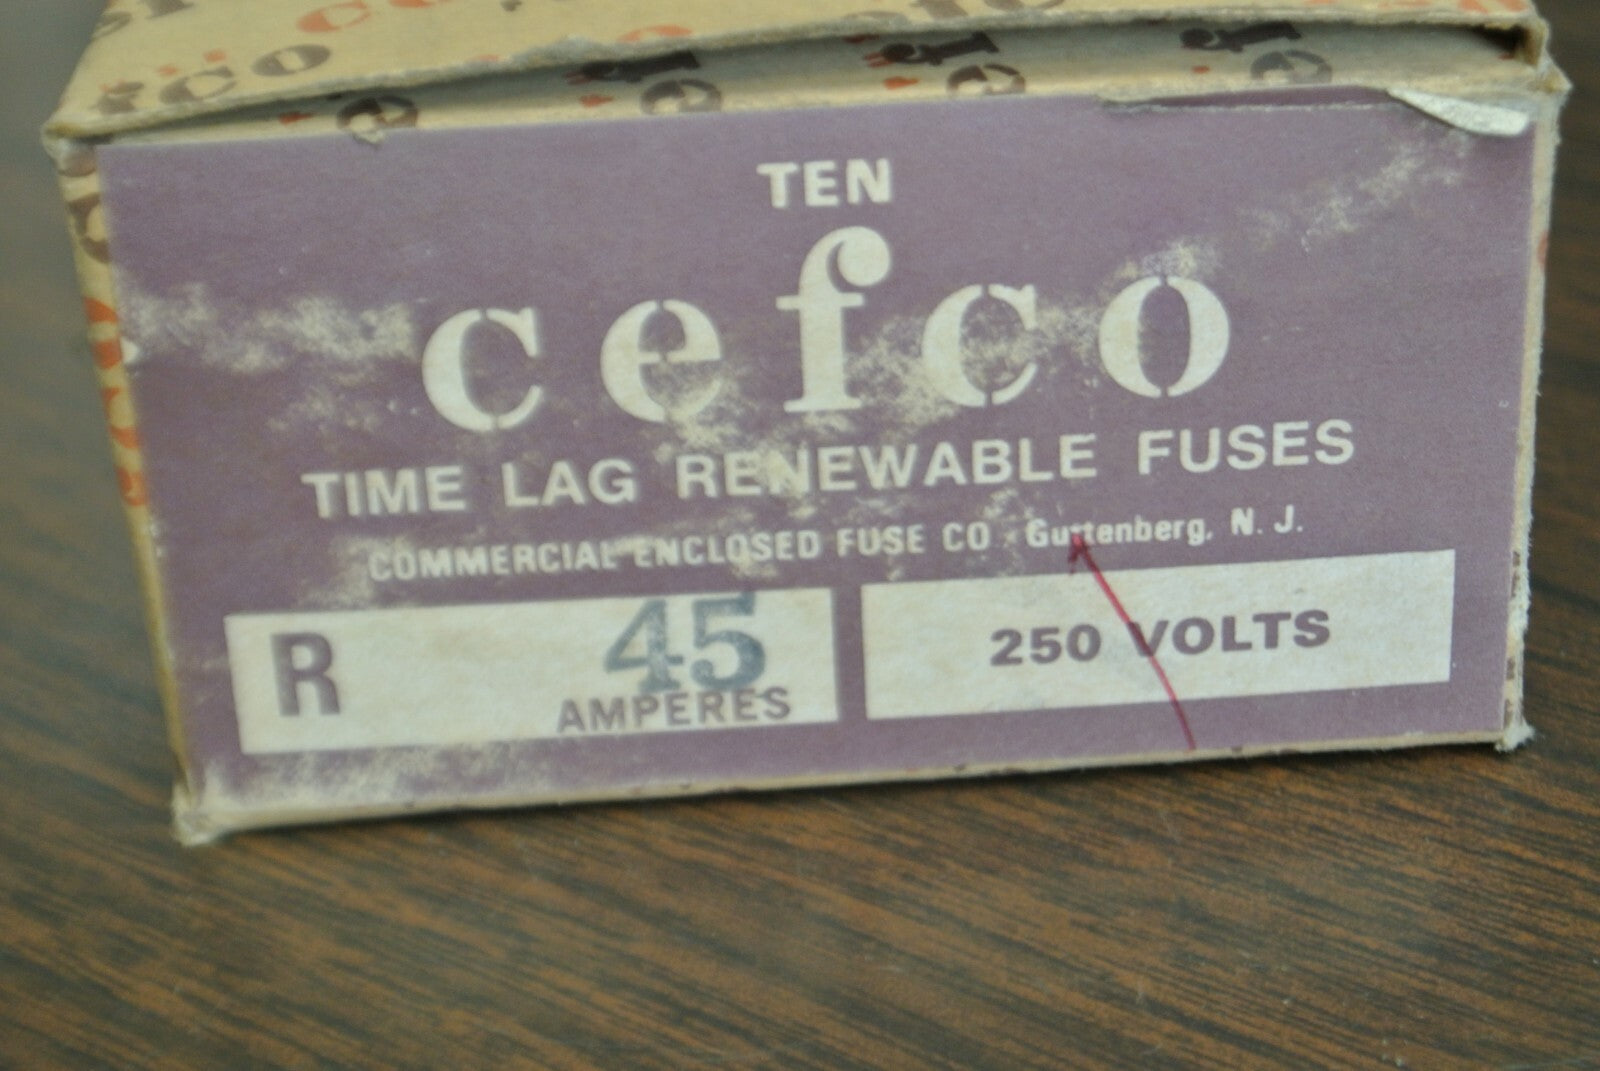 TEN
cefco
TIME LAG RENEWABLE FUSES
COMMERCIAL ENCLOSED FUSE CO. Guttenberg, N. J.
R 45 AMPERES
250 VOLTS